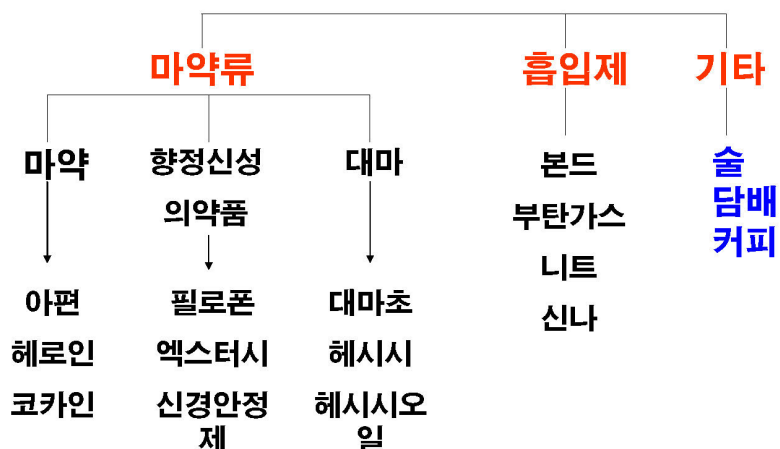 마약류
흡입제
기타
마약
향정신성
의약품
대마
아편
헤로인
코카인
필로폰
엑스터시
신경안정
제
대마초
헤시시
헤시시오
일
본드
부탄가스
니트
신나
술
담배
커피